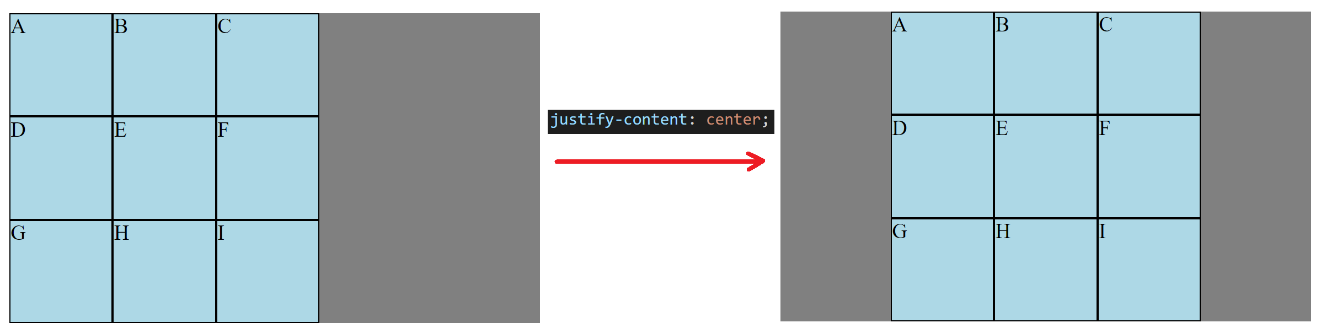 A B C
D E F
G H I
justify-content: center;
A B C
D E F
G H I